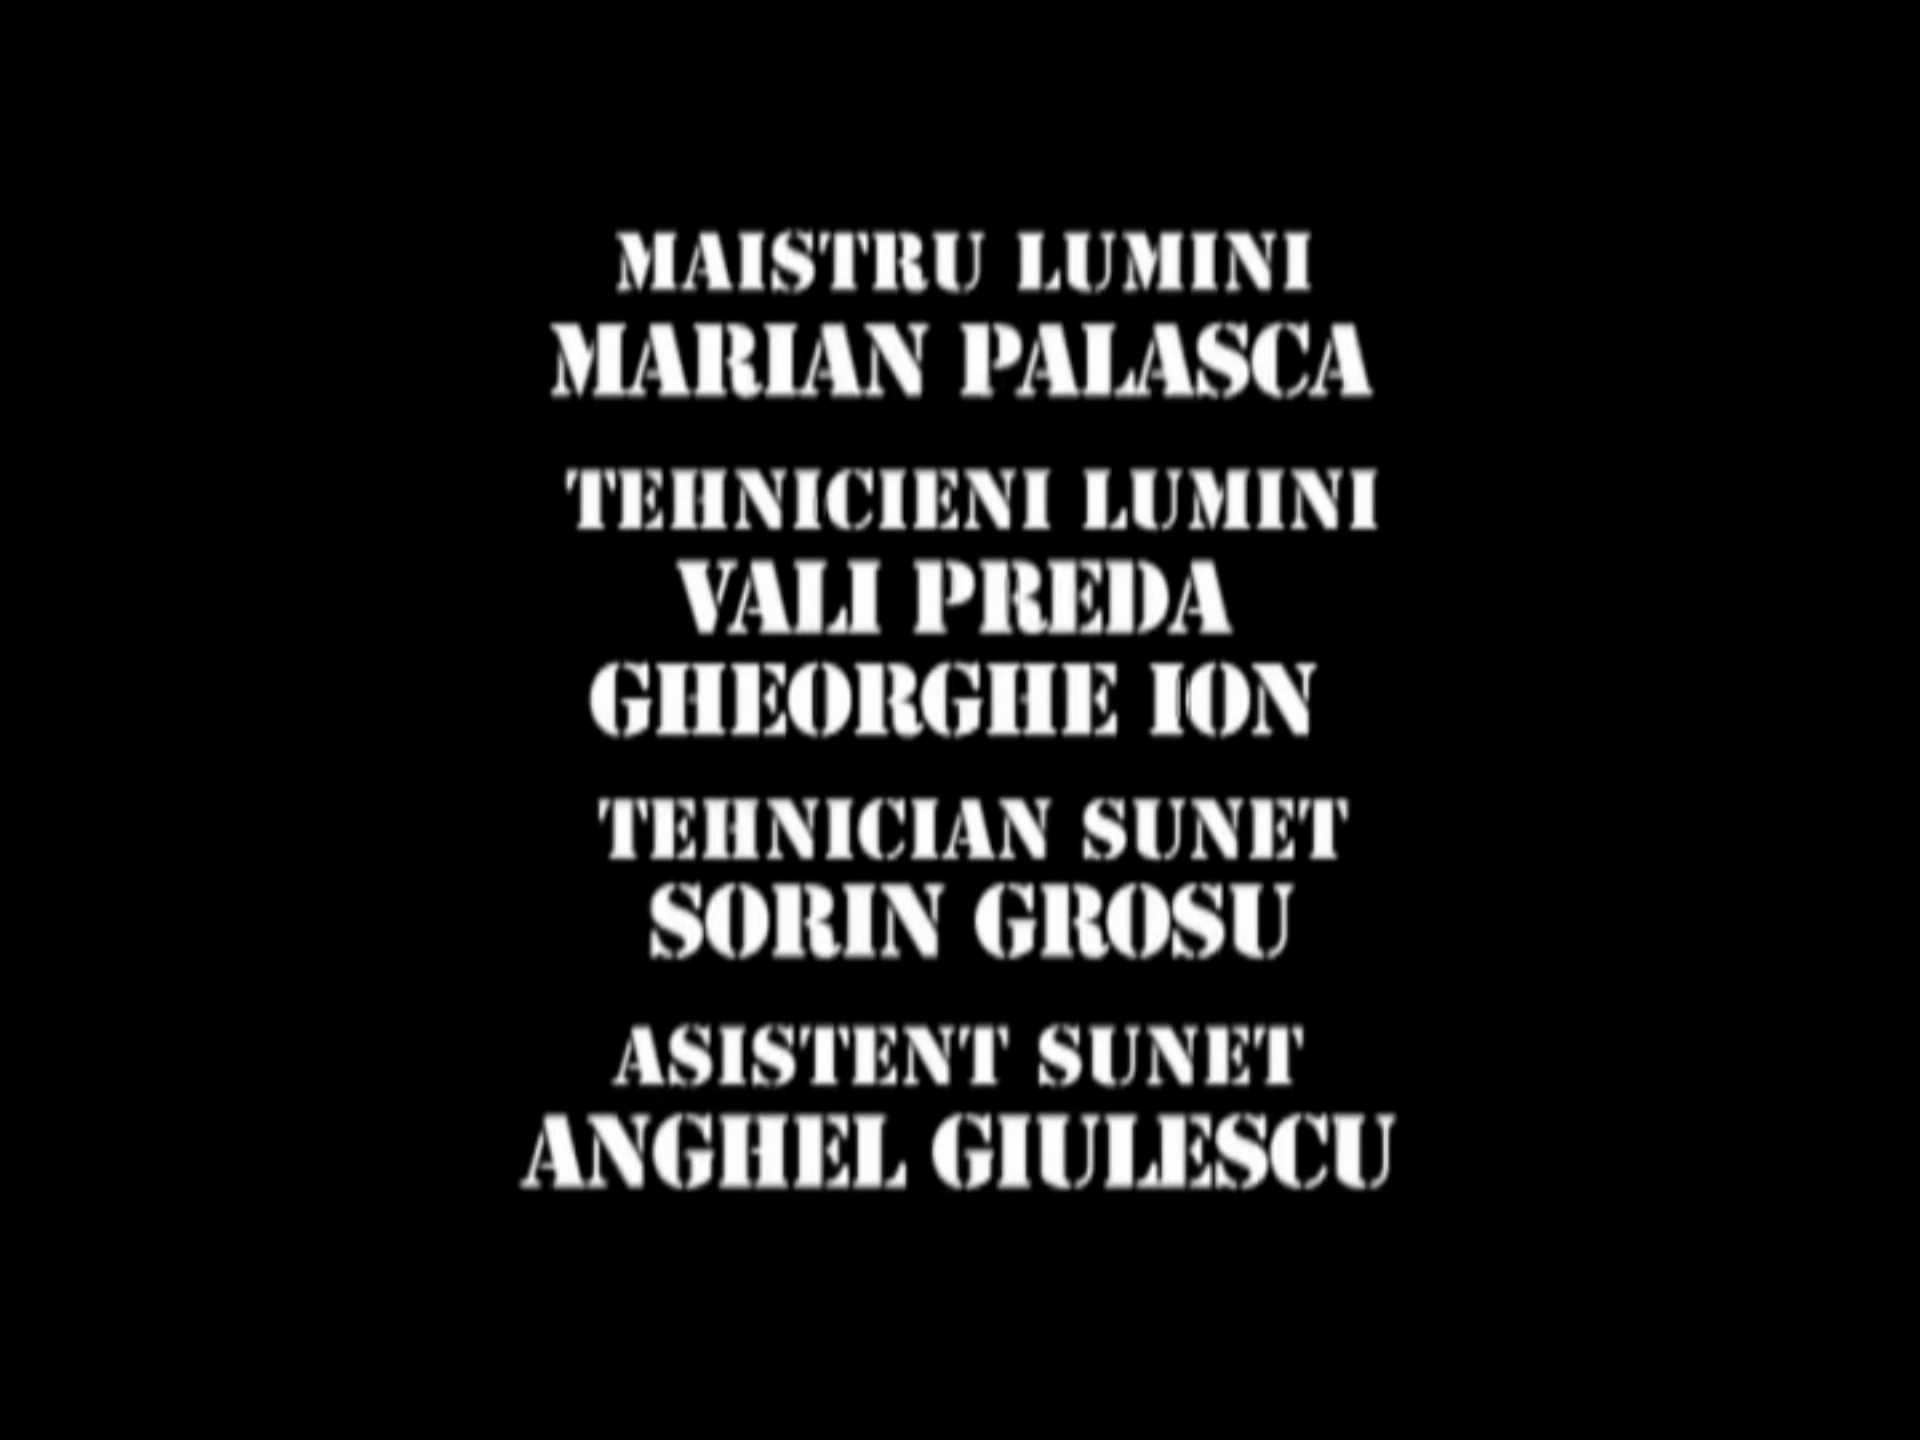 MAISTRU LUMINI
MARIAN PALASCA
TEHNICIENI LUMINI
VALI PREDA
GHEORGHE ION
TEHNICIAN SUNET
SORIN GROSU
ASISTENT SUNET
ANGHEL GIULESCU